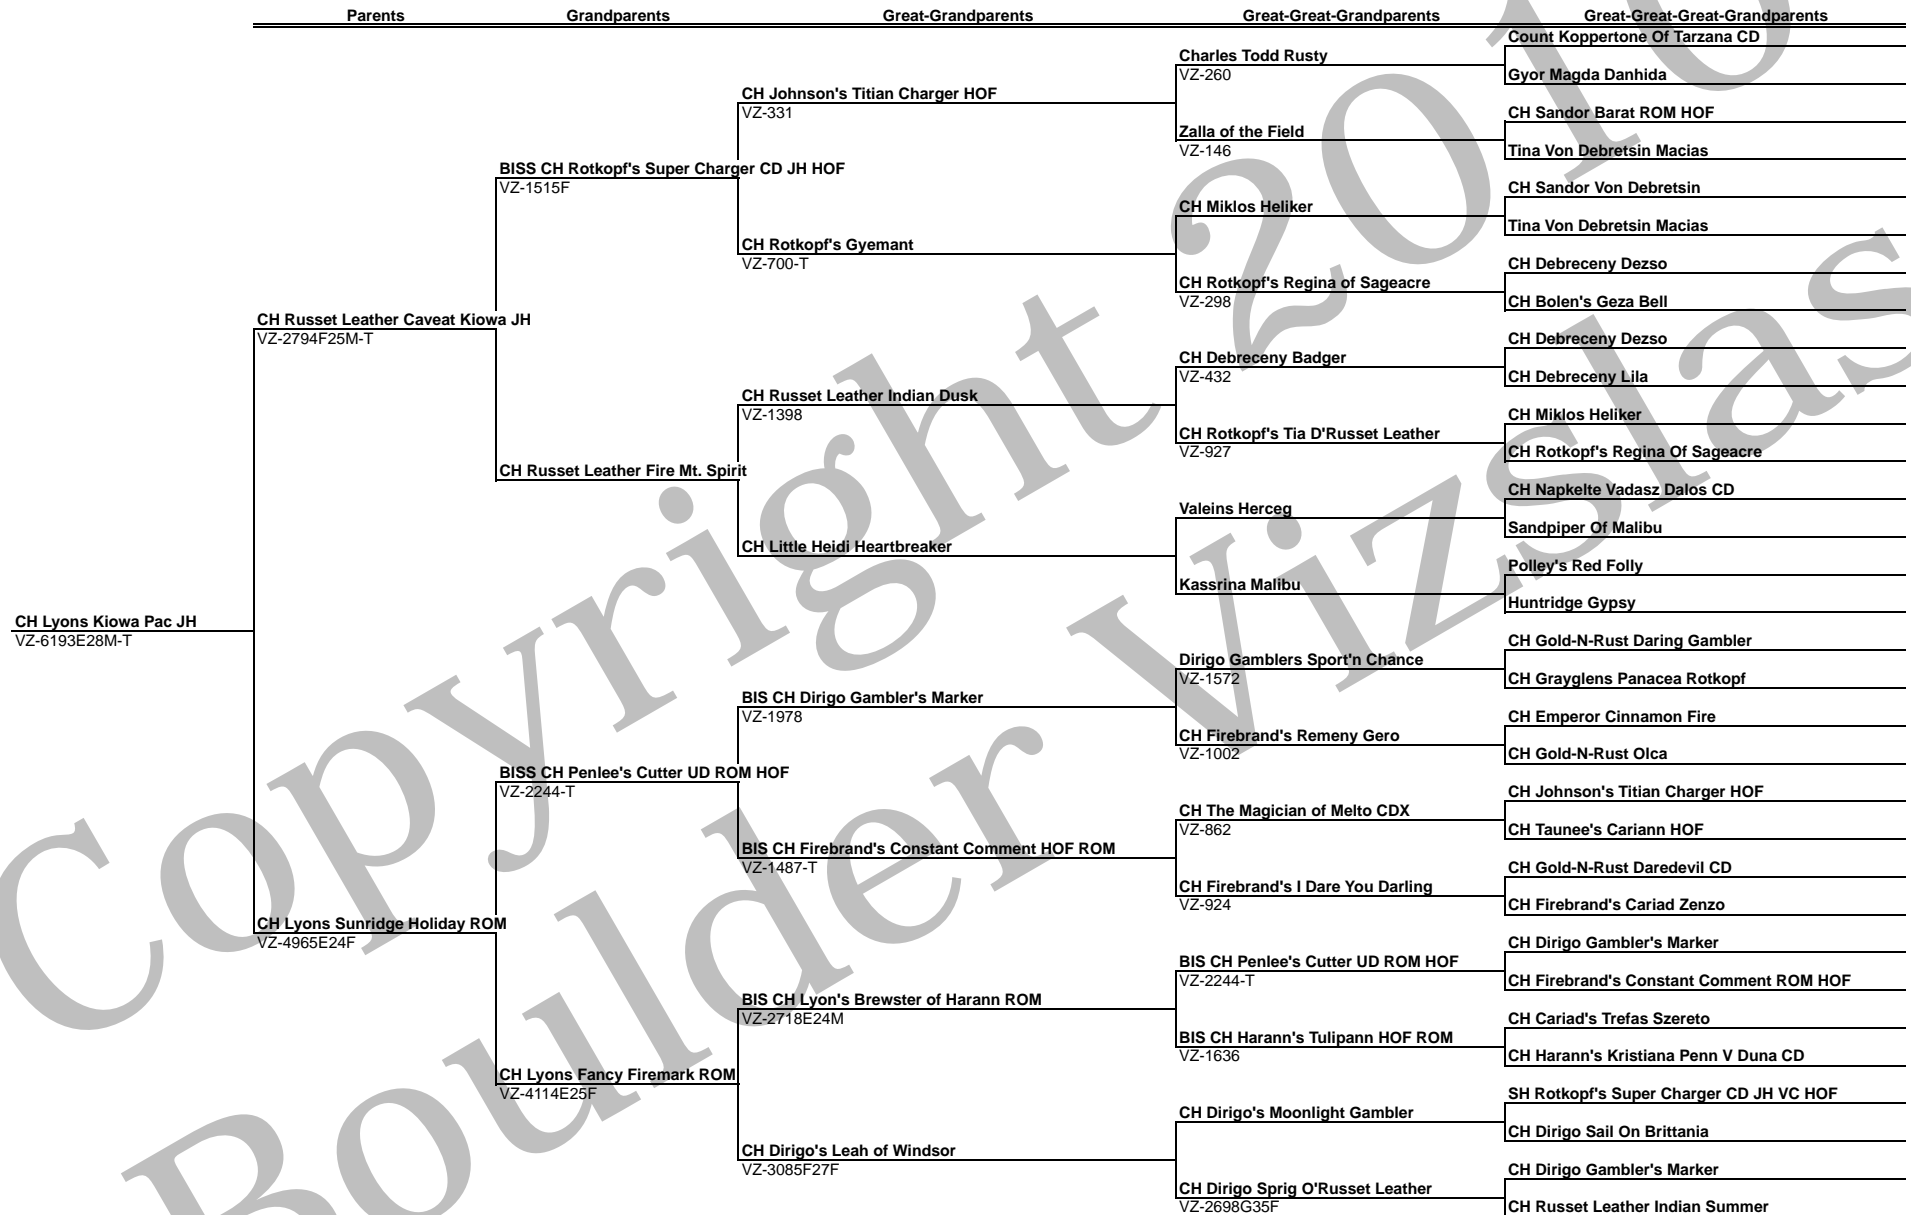 Parents Grandparents Great-Grandparents Great-Great-Grandparents Great-Great-Great-Grandparents
CH Lyons Kiowa Pac JH
VZ-6193E28M-T
CH Russet Leather Caveat Kiowa JH
VZ-2794F25M-T
CH Lyons Sunridge Holiday ROM
VZ-4965E24F
BISS CH Rotkopf's Super Charger CD JH HOF
VZ-1515F
CH Russet Leather Fire Mt. Spirit
BISS CH Penlee's Cutter UD ROM HOF
VZ-2244-T
CH Lyons Fancy Firemark ROM
VZ-4114E25F
CH Johnson's Titian Charger HOF
VZ-331
CH Rotkopf's Gyemant
VZ-700-T
CH Russet Leather Indian Dusk
VZ-1398
CH Little Heidi Heartbreaker
BIS CH Dirigo Gambler's Marker
VZ-1978
BIS CH Firebrand's Constant Comment HOF ROM
VZ-1487-T
BIS CH Lyon's Brewster of Harann ROM
VZ-2718E24M
CH Dirigo's Leah of Windsor
VZ-3085F27F
Charles Todd Rusty
VZ-260
Zalla of the Field
VZ-146
CH Miklos Heliker
CH Rotkopf's Regina of Sageacre
VZ-298
CH Debreceny Badger
VZ-432
CH Rotkopf's Tia D'Russet Leather
VZ-927
Valeins Herceg
Kassrina Malibu
Dirigo Gamblers Sport'n Chance
VZ-1572
CH Firebrand's Remeny Gero
VZ-1002
CH The Magician of Melto CDX
VZ-862
CH Firebrand's I Dare You Darling
VZ-924
BIS CH Penlee's Cutter UD ROM HOF
VZ-2244-T
BIS CH Harann's Tulipann HOF ROM
VZ-1636
CH Dirigo's Moonlight Gambler
CH Dirigo Sprig O'Russet Leather
VZ-2698G35F
Count Koppertone Of Tarzana CD
Gyor Magda Danhida
CH Sandor Barat ROM HOF
Tina Von Debretsin Macias
CH Sandor Von Debretsin
Tina Von Debretsin Macias
CH Debreceny Dezso
CH Bolen's Geza Bell
CH Debreceny Dezso
CH Debreceny Lila
CH Miklos Heliker
CH Rotkopf's Regina Of Sageacre
CH Napkelte Vadasz Dalos CD
Sandpiper Of Malibu
Polley's Red Folly
Huntridge Gypsy
CH Gold-N-Rust Daring Gambler
CH Grayglens Panacea Rotkopf
CH Emperor Cinnamon Fire
CH Gold-N-Rust Olca
CH Johnson's Titian Charger HOF
CH Taunee's Cariann HOF
CH Gold-N-Rust Daredevil CD
CH Firebrand's Cariad Zenzo
CH Dirigo Gambler's Marker
CH Firebrand's Constant Comment ROM HOF
CH Cariad's Trefas Szereto
CH Harann's Kristiana Penn V Duna CD
SH Rotkopf's Super Charger CD JH VC HOF
CH Dirigo Sail On Brittania
CH Dirigo Gambler's Marker
CH Russet Leather Indian Summer
Copyright 2010
Boulder Vizslas